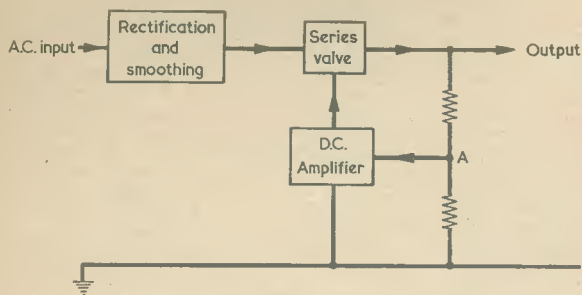 A.C. input
Rectification
and
smoothing
Series
valve
Output
D.C.
Amplifier
A